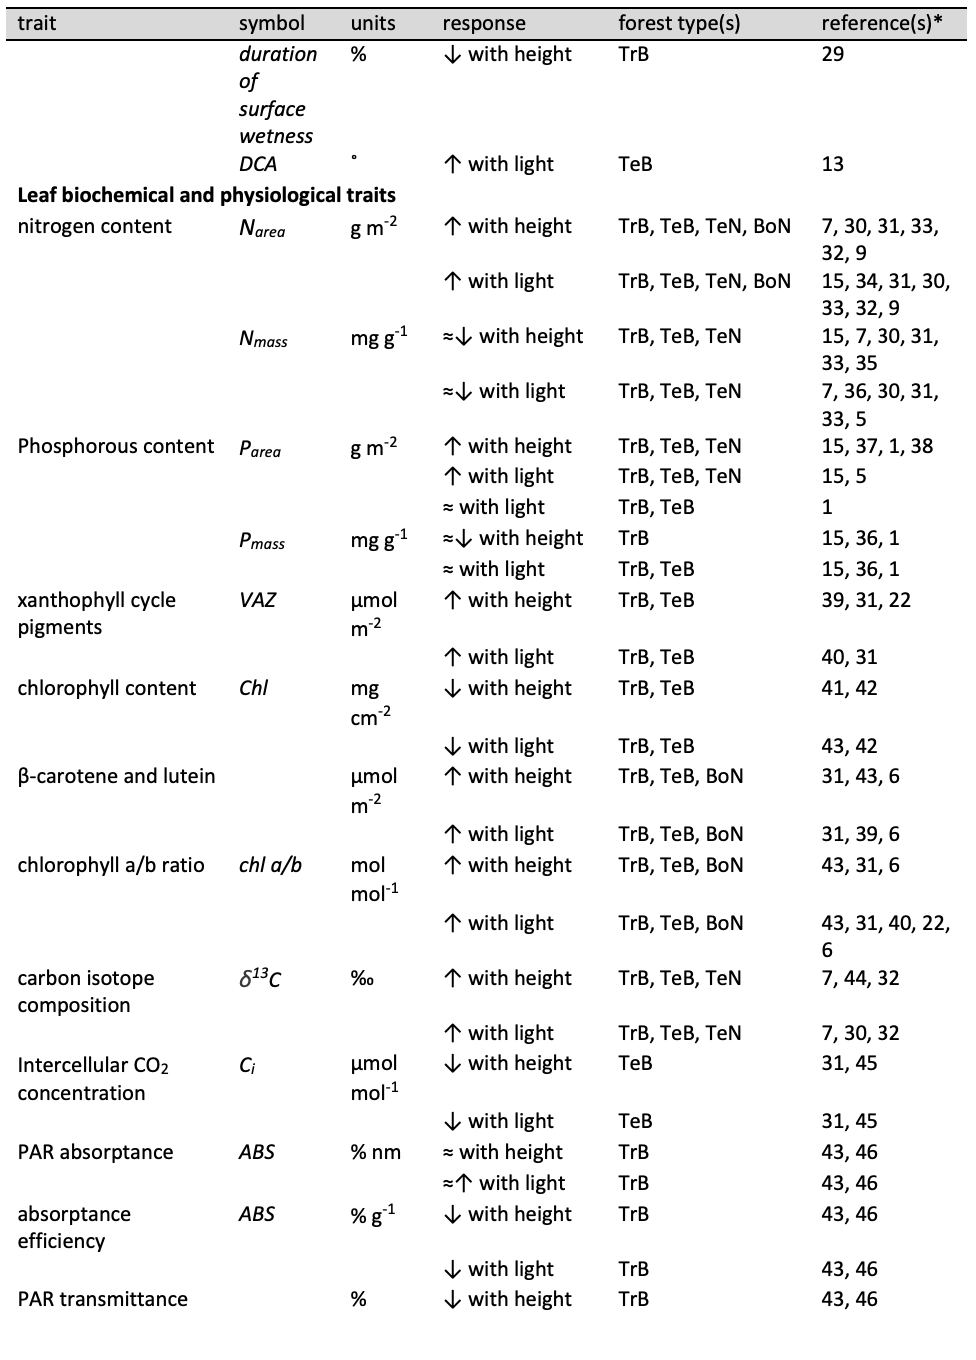 trait symbol units response forest type(s) reference(s)*
duration % ↓ with height TrB 29
of
surface
wetness
DCA ° ↑ with light TeB 13
Leaf biochemical and physiological traits
nitrogen content Narea g m-2 ↑ with height TrB, TeB, TeN, BoN 7, 30, 31, 33,
32, 9
↑ with light TrB, TeB, TeN, BoN 15, 34, 31, 30,
33, 32, 9
Nmass mg g-1 ≈↓ with height TrB, TeB, TeN 15, 7, 30, 31,
33, 35
≈↓ with light TrB, TeB, TeN 7, 36, 30, 31,
33, 5
Phosphorous content Parea g m-2 ↑ with height TrB, TeB, TeN 15, 37, 1, 38
↑ with light TrB, TeB, TeN 15, 5
≈ with light TrB, TeB 1
Pmass mg g-1 ≈↓ with height TrB 15, 36, 1
≈ with light TrB, TeB 15, 36, 1
xanthophyll cycle VAZ µmol ↑ with height TrB, TeB 39, 31, 22
pigments m-2
↑ with light TrB, TeB 40, 31
chlorophyll content Chl mg ↓ with height TrB, TeB 41, 42
cm-2
↓ with light TrB, TeB 43, 42
β-carotene and lutein µmol ↑ with height TrB, TeB, BoN 31, 43, 6
m-2
↑ with light TrB, TeB, BoN 31, 39, 6
chlorophyll a/b ratio chl a/b mol ↑ with height TrB, TeB, BoN 43, 31, 6
mol-1
↑ with light TrB, TeB, BoN 43, 31, 40, 22,
6
carbon isotope δ13C ‰ ↑ with height TrB, TeB, TeN 7, 44, 32
composition
↑ with light TrB, TeB, TeN 7, 30, 32
Intercellular CO2 Ci µmol ↓ with height TeB 31, 45
concentration mol-1
↓ with light TeB 31, 45
PAR absorptance ABS % nm ≈ with height TrB 43, 46
≈↑ with light TrB 43, 46
absorptance ABS % g-1 ↓ with height TrB 43, 46
efficiency
↓ with light TrB 43, 46
PAR transmittance % ↓ with height TrB 43, 46